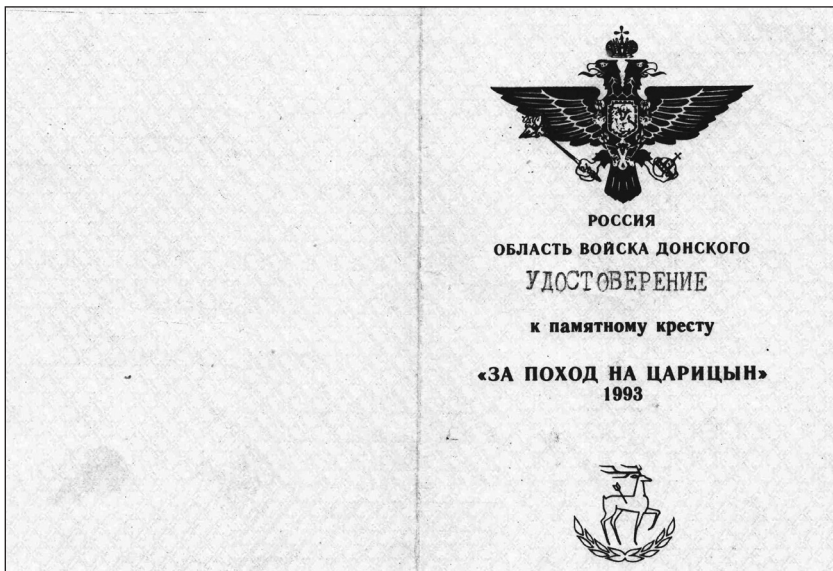 РОССИЯ
ОБЛАСТЬ ВОЙСКА ДОНСКОГО
УДОСТОВЕРЕНИЕ
к памятному кресту
«ЗА ПОХОД НА ЦАРИЦЫН»
1993